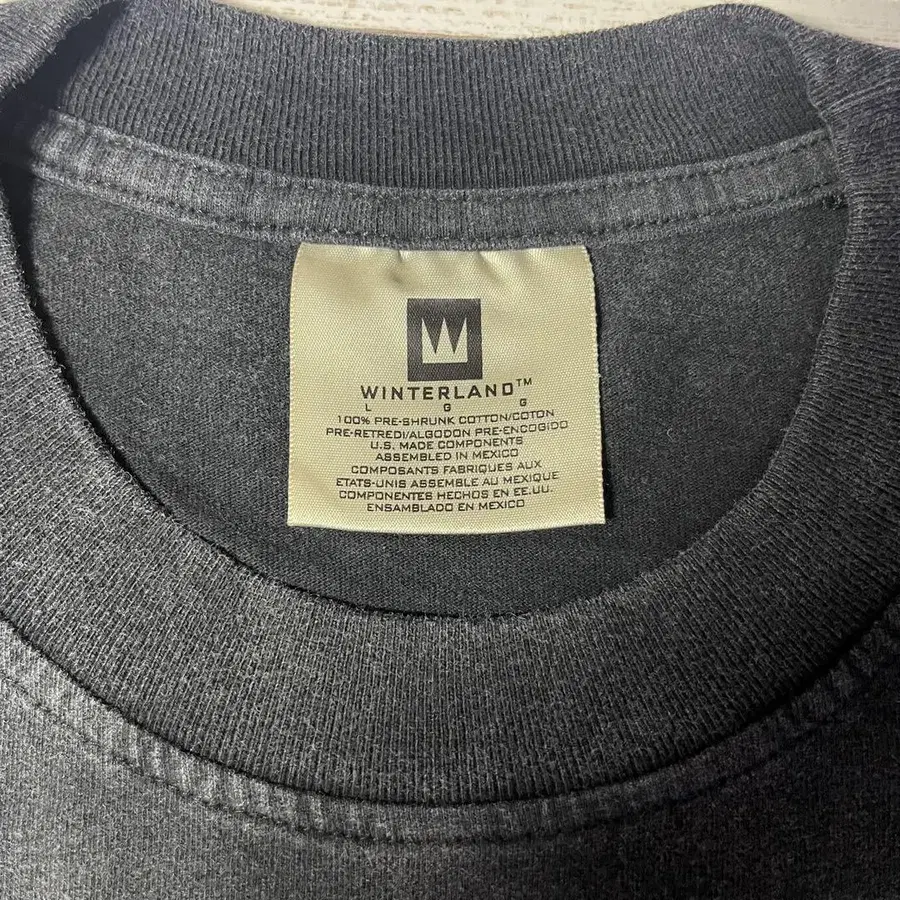 W
WINTERLAND™
L G G
100% PRE-SHRUNK COTTON/COTON
PRE-RETREDI/ALGODON PRE-ENCOGIDO
U.S. MADE COMPONENTS
ASSEMBLED IN MEXICO
COMPOSANTS FABRIQUES AUX
ETATS-UNIS ASSEMBLE AU MEXIQUE
COMPONENTES HECHOS EN EE.UU.
ENSAMBLADO EN MEXICO